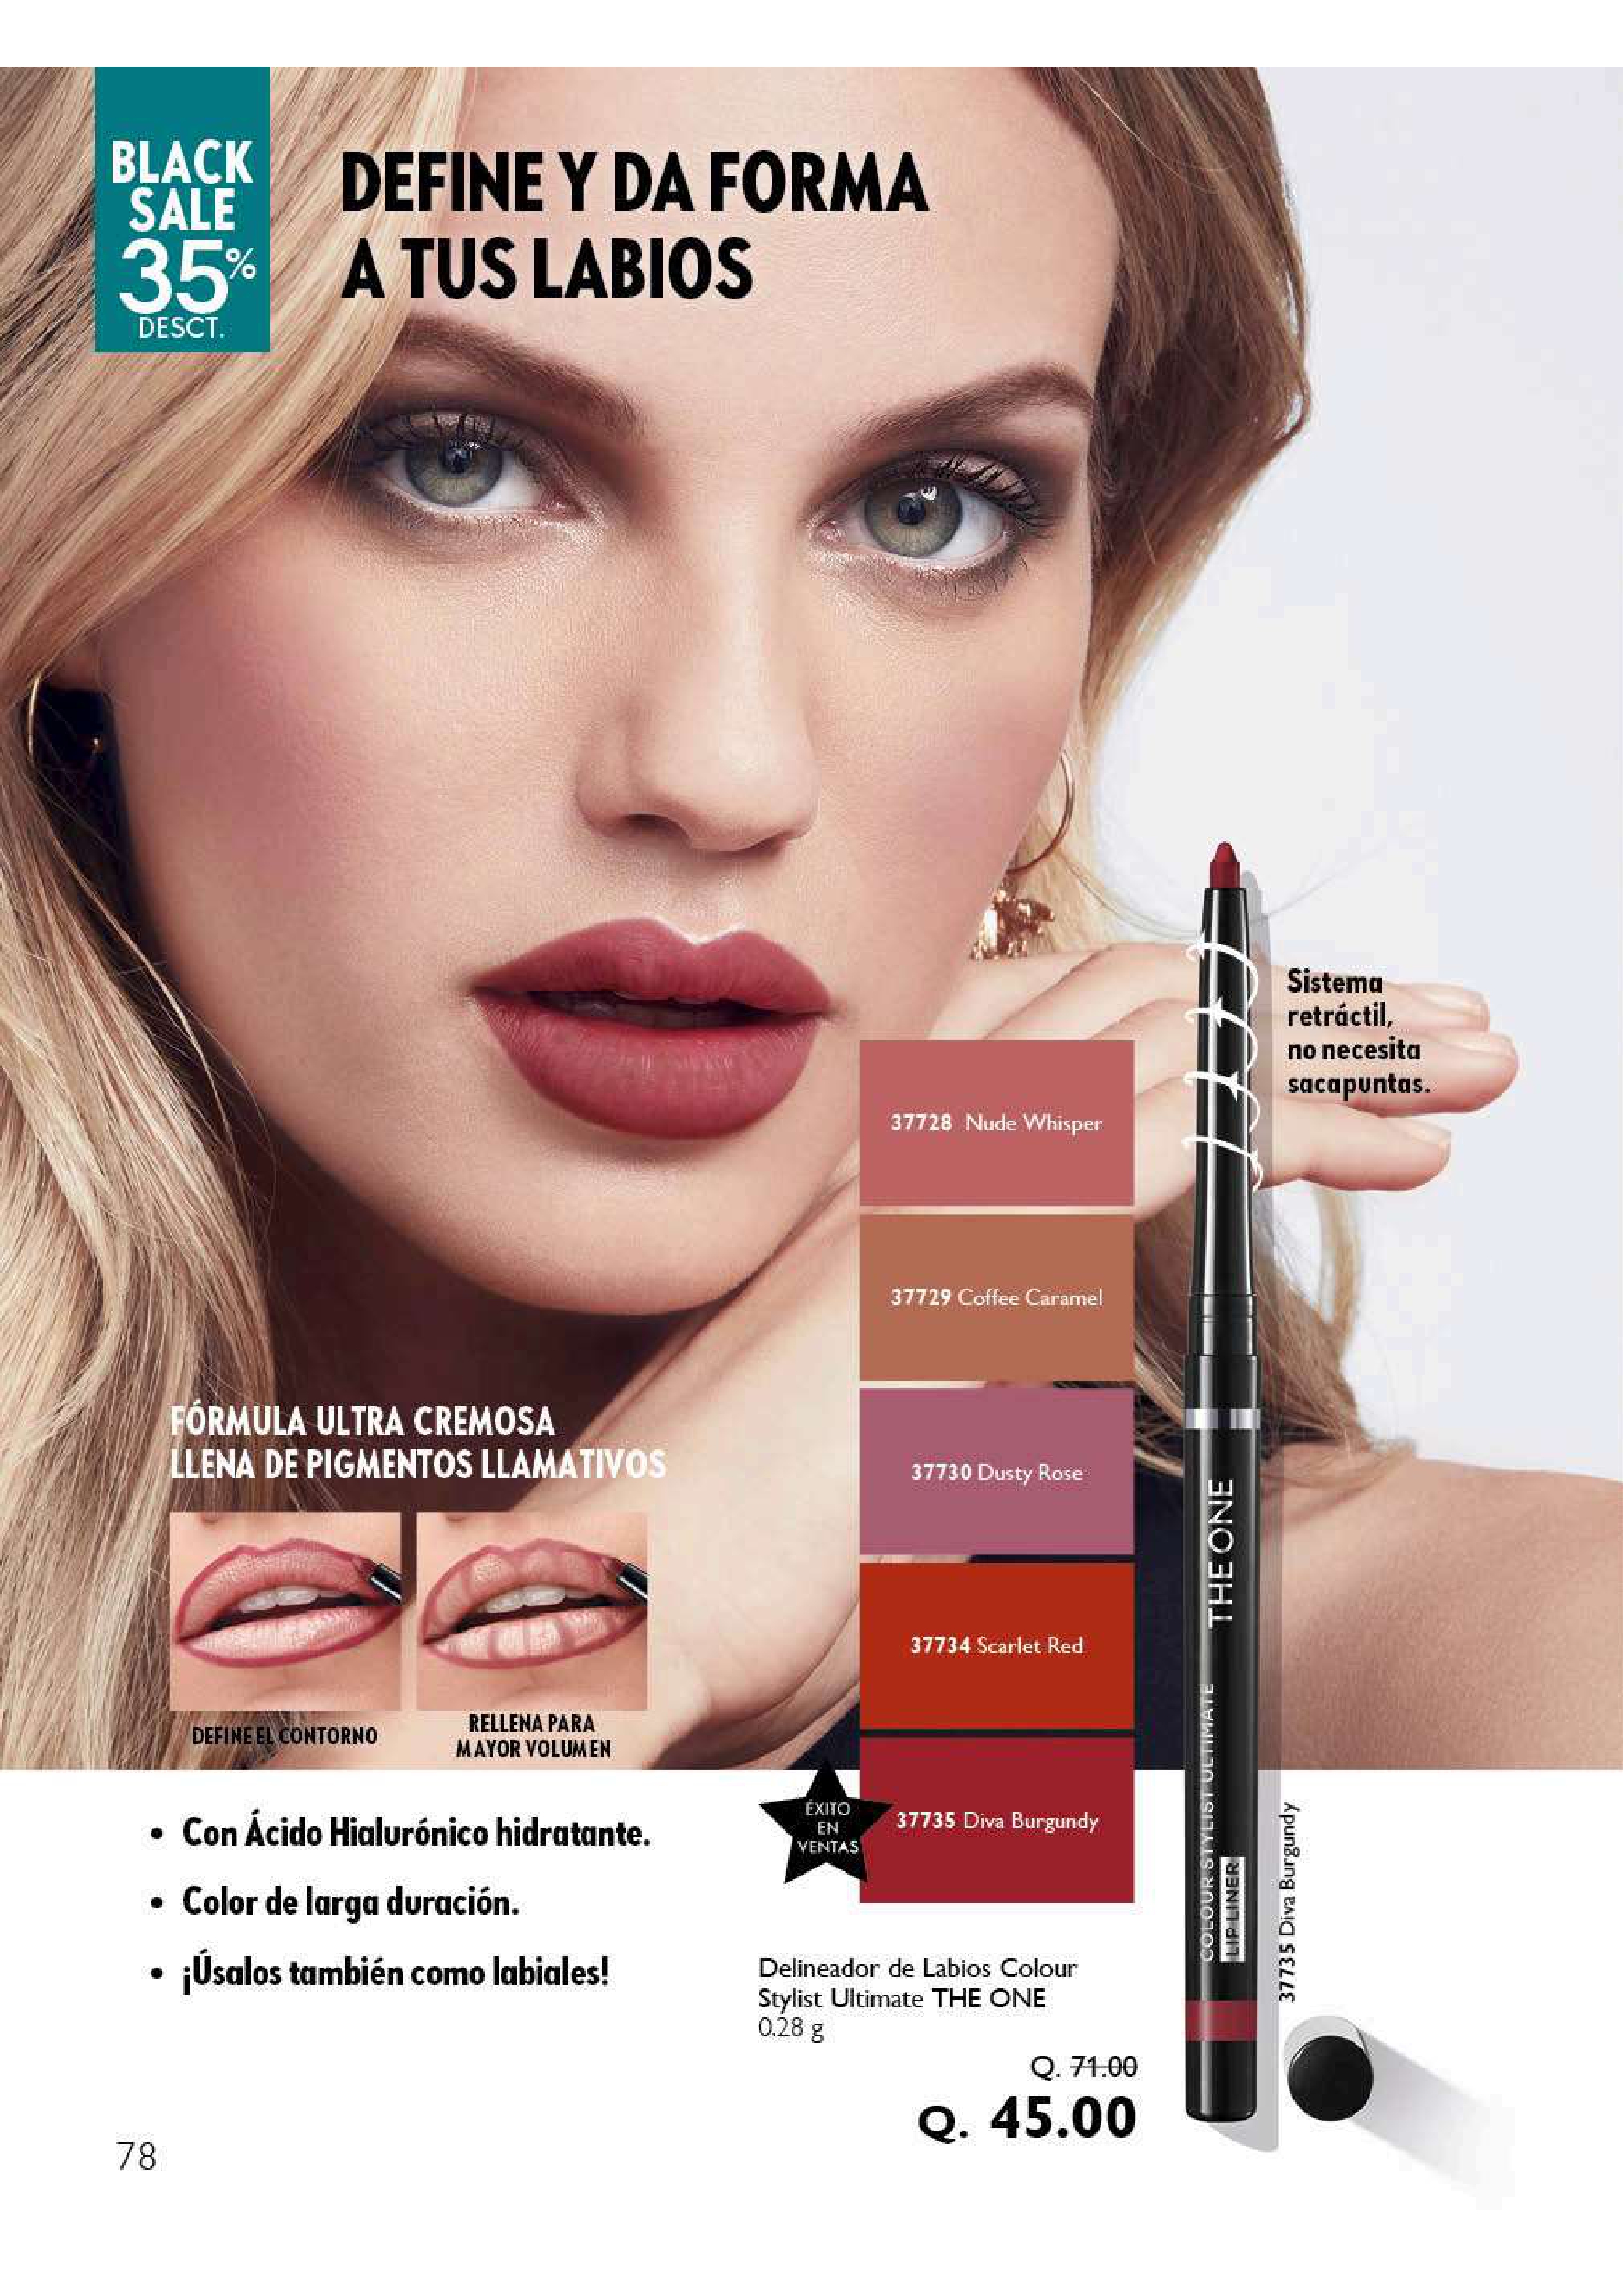 BLACK
SALE
35%
DESCT.
DEFINE Y DA FORMA
A TUS LABIOS
Sistema
retráctil,
no necesita
sacapuntas.
37728 Nude Whisper
37729 Coffee Caramel
37730 Dusty Rose
37734 Scarlet Red
37735 Diva Burgundy
ÉXITO
EN
VENTAS
FÓRMULA ULTRA CREMOSA
LLENA DE PIGMENTOS LLAMATIVOS
DEFINE EL CONTORNO
RELLENA PARA
MAYOR VOLUMEN
• Con Ácido Hialurónico hidratante.
• Color de larga duración.
• ¡Úsalos también como labiales!
THE ONE
COLOUR STYLIST ULTIMATE
LIP LINER
37735 Diva Burgundy
Delineador de Labios Colour
Stylist Ultimate THE ONE
0.28 g
Q. 71.00
Q. 45.00
78